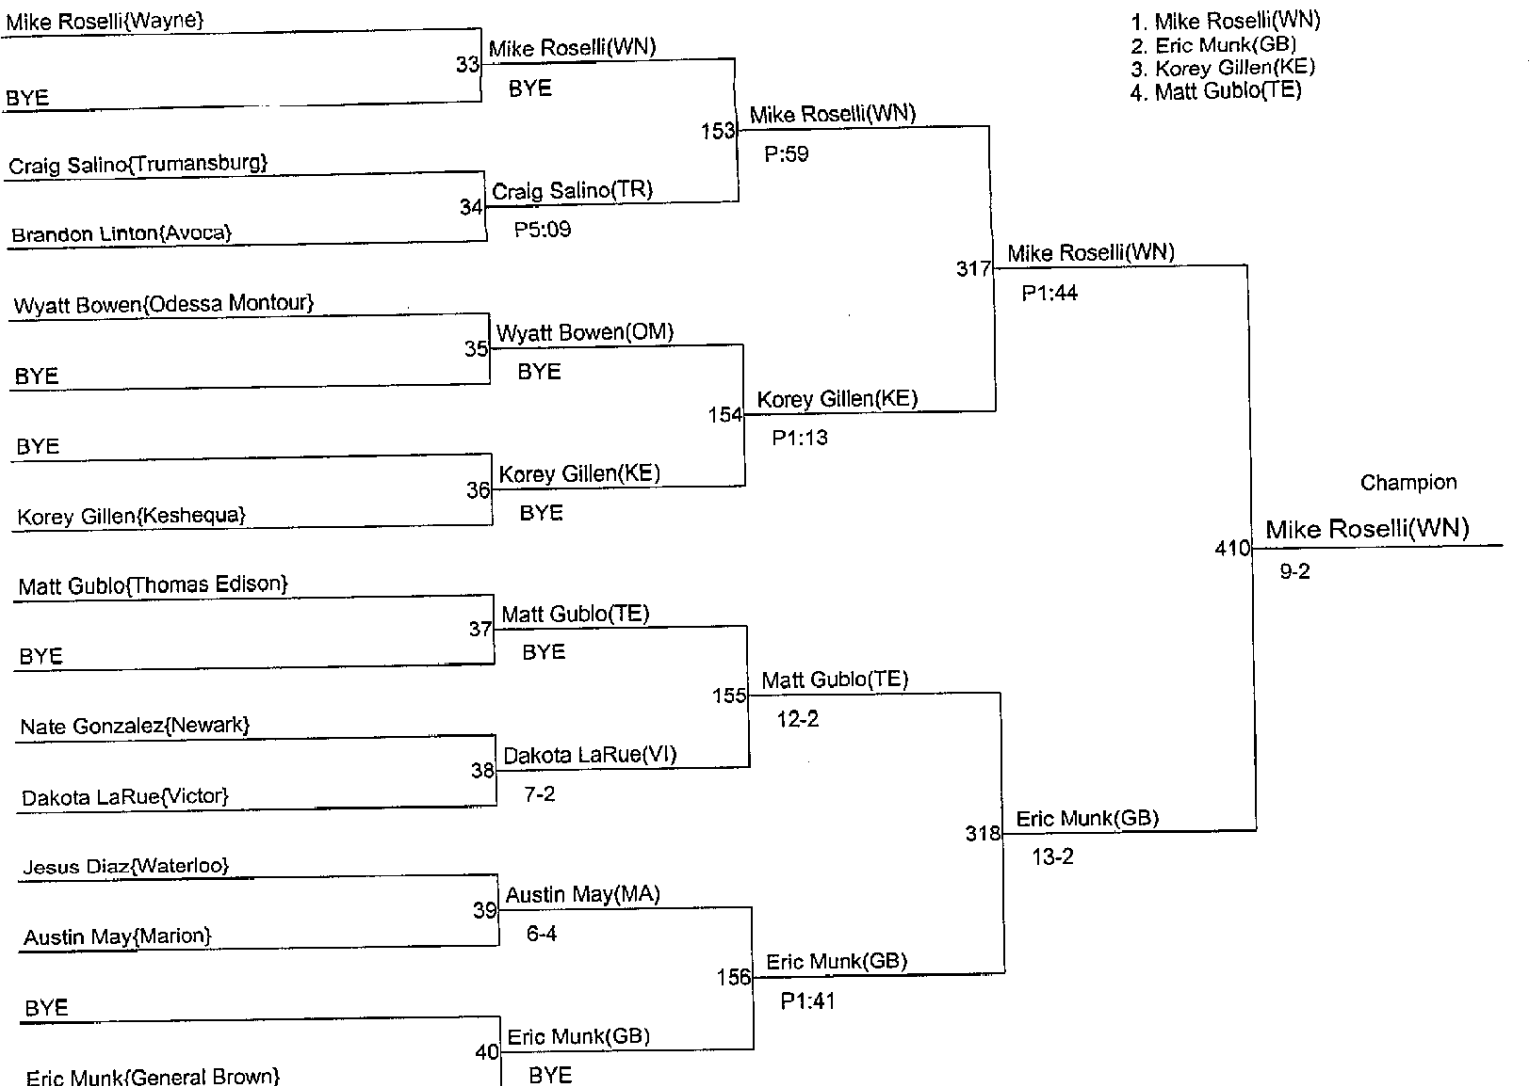 Mike Roselli{Wayne}
BYE
Craig Salino{Trumansburg}
Brandon Linton{Avoca}
Wyatt Bowen{Odessa Montour}
BYE
BYE
Korey Gillen{Keshequa}
Matt Gublo{Thomas Edison}
BYE
Nate Gonzalez{Newark}
Dakota LaRue{Victor}
Jesus Diaz{Waterloo}
Austin May{Marion}
BYE
Eric Munk{General Brown}
33
Mike Roselli(WN)
BYE
34
Craig Salino(TR)
P5:09
35
Wyatt Bowen(OM)
BYE
36
Korey Gillen(KE)
BYE
37
Matt Gublo(TE)
BYE
38
Dakota LaRue(VI)
7-2
39
Austin May(MA)
6-4
40
Eric Munk(GB)
BYE
153
Mike Roselli(WN)
P:59
154
Korey Gillen(KE)
P1:13
155
Matt Gublo(TE)
12-2
156
Eric Munk(GB)
P1:41
317
Mike Roselli(WN)
P1:44
318
Eric Munk(GB)
13-2
Champion
410
Mike Roselli(WN)
9-2
1. Mike Roselli(WN)
2. Eric Munk(GB)
3. Korey Gillen(KE)
4. Matt Gublo(TE)